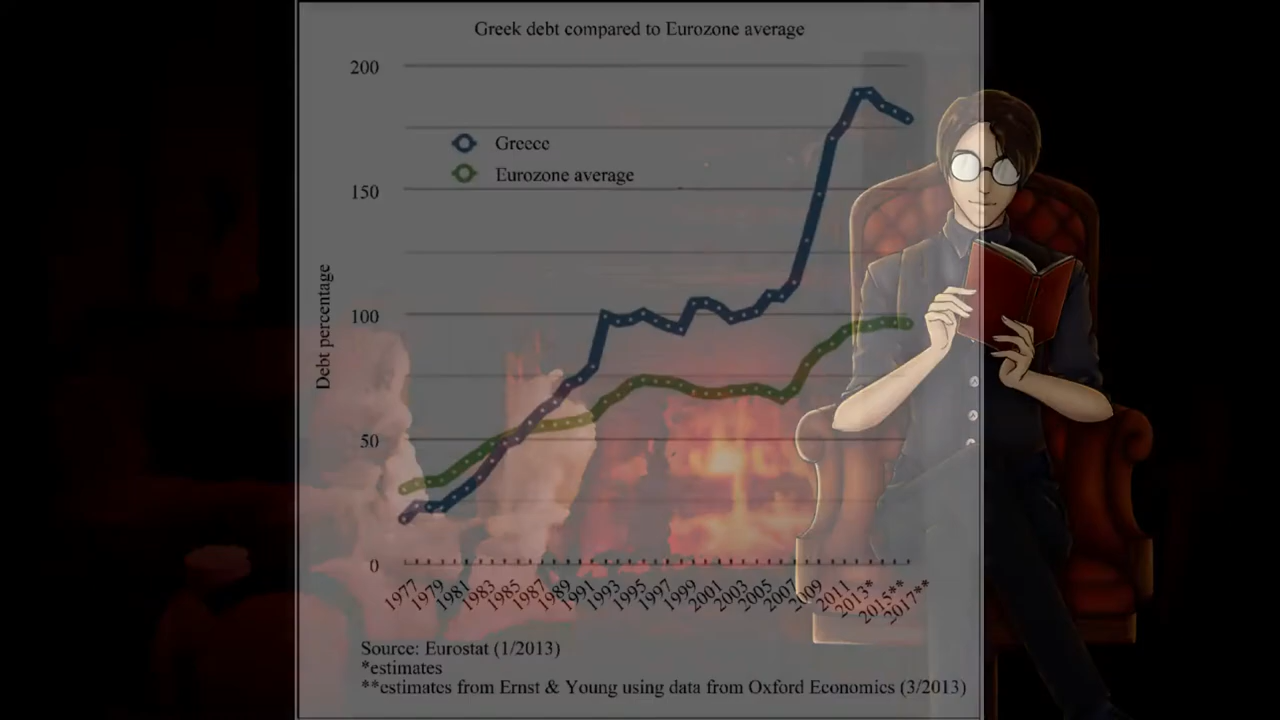 Greek debt compared to Eurozone average
200
Greece
Eurozone average
150
100
Debt percentage
50
0
1977 1979 1981 1983 1985 1987 1989 1991 1993 1995 1997 1999 2001 2003 2005 2007 2009 2011 2013* 2015** 2017**
Source: Eurostat (1/2013)
*estimates
**estimates from Ernst & Young using data from Oxford Economics (3/2013)